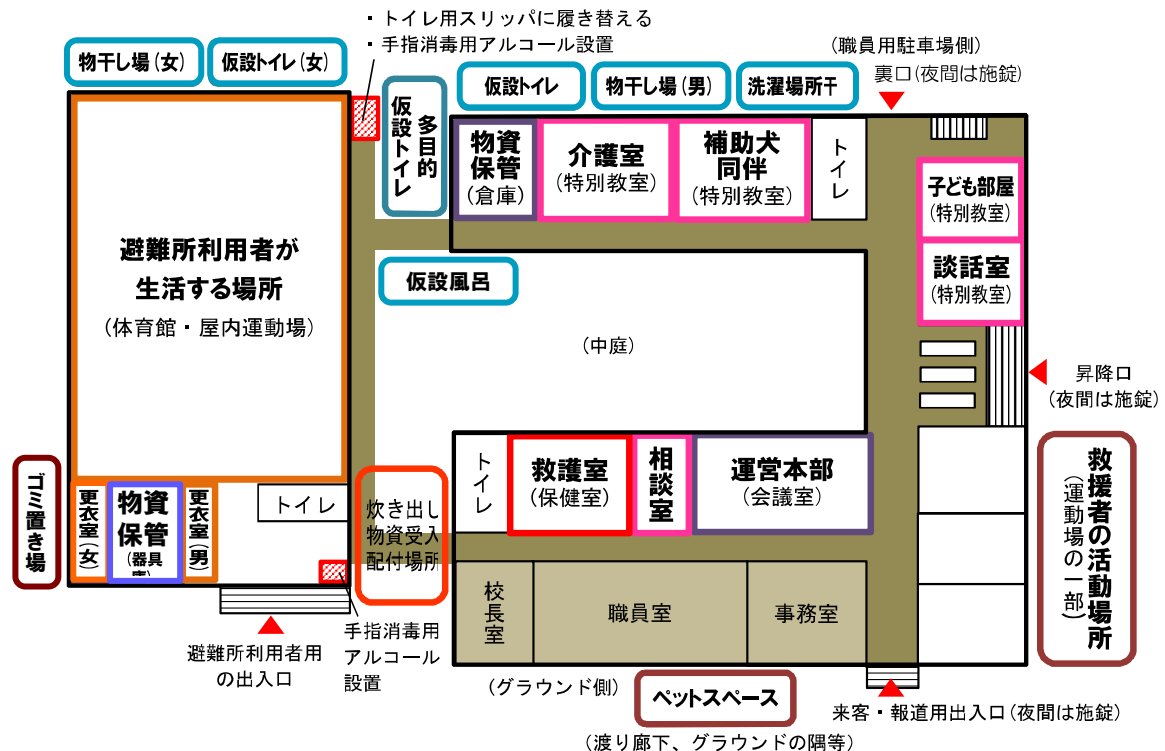 ・トイレ用スリッパに履き替える
・手指消毒用アルコール設置
物干し場(女)
仮設トイレ(女)
多目的
仮設トイレ
仮設トイレ
物干し場(男)
洗濯場所干
(職員用駐車場側)
裏口(夜間は施錠)
物資
保管
(倉庫)
介護室
(特別教室)
補助犬
同伴
(特別教室)
トイレ
子ども部屋
(特別教室)
談話室
(特別教室)
避難所利用者が
生活する場所
(体育館・屋内運動場)
仮設風呂
(中庭)
昇降口
(夜間は施錠)
ゴミ置き場
更衣室(女)
物資
保管
(器具
更衣室(男)
トイレ
炊き出し
物資受入
配付場所
トイレ
救護室
(保健室)
相談室
運営本部
(会議室)
救援者の活動場所
(運動場の一部)
校長室
職員室
事務室
避難所利用者用
の出入口
手指消毒用
アルコール
設置
(グラウンド側)
ペットスペース
(渡り廊下、グラウンドの隅等)
来客・報道用出入口(夜間は施錠)